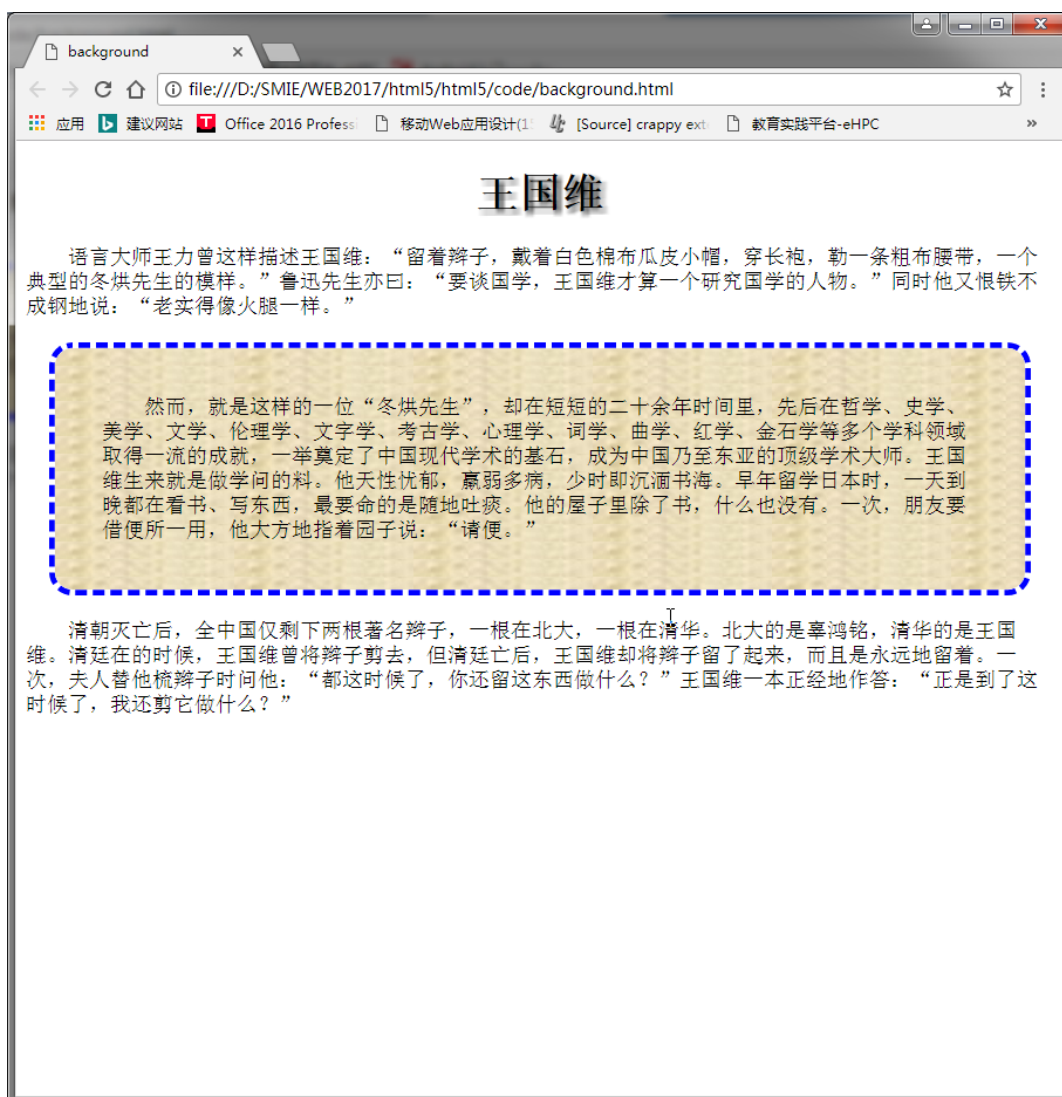 background
file:///D:/SMIE/WEB2017/html5/html5/code/background.html
应用 建议网站 Office 2016 Profess 移动Web应用设计(1 [Source] crappy ext 教育实践平台-eHPC »
王国维
语言大师王力曾这样描述王国维：“留着辫子，戴着白色棉布瓜皮小帽，穿长袍，勒一条粗布腰带，一个
典型的冬烘先生的模样。”鲁迅先生亦曰：“要谈国学，王国维才算一个研究国学的人物。”同时他又恨铁不
成钢地说：“老实得像火腿一样。”
然而，就是这样的一位“冬烘先生”，却在短短的二十余年时间里，先后在哲学、史学、
美学、文学、伦理学、文字学、考古学、心理学、词学、曲学、红学、金石学等多个学科领域
取得一流的成就，一举奠定了中国现代学术的基石，成为中国乃至东亚的顶级学术大师。王国
维生来就是做学问的料。他天性忧郁，羸弱多病，少时即沉湎书海。早年留学日本时，一天到
晚都在看书、写东西，最要命的是随地吐痰。他的屋子里除了书，什么也没有。一次，朋友要
借便所一用，他大方地指着园子说：“请便。”
清朝灭亡后，全中国仅剩下两根著名辫子，一根在北大，一根在清华。北大的是辜鸿铭，清华的是王国
维。清廷在的时候，王国维曾将辫子剪去，但清廷亡后，王国维却将辫子留了起来，而且是永远地留着。一
次，夫人替他梳辫子时问他：“都这时候了，你还留这东西做什么？”王国维一本正经地作答：“正是到了这
时候了，我还剪它做什么？”